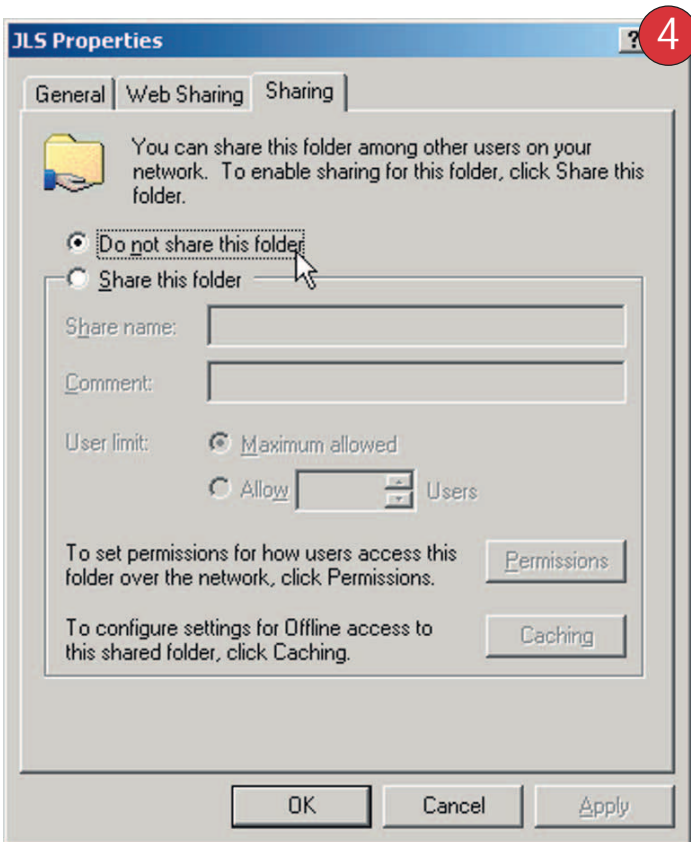 JLS Properties
?
4
General
Web Sharing
Sharing
You can share this folder among other users on your
network. To enable sharing for this folder, click Share this
folder.
Do not share this folder
Share this folder
Share name:
Comment:
User limit:
Maximum allowed
Allow
Users
To set permissions for how users access this
folder over the network, click Permissions.
Permissions
To configure settings for Offline access to
this shared folder, click Caching.
Caching
OK
Cancel
Apply